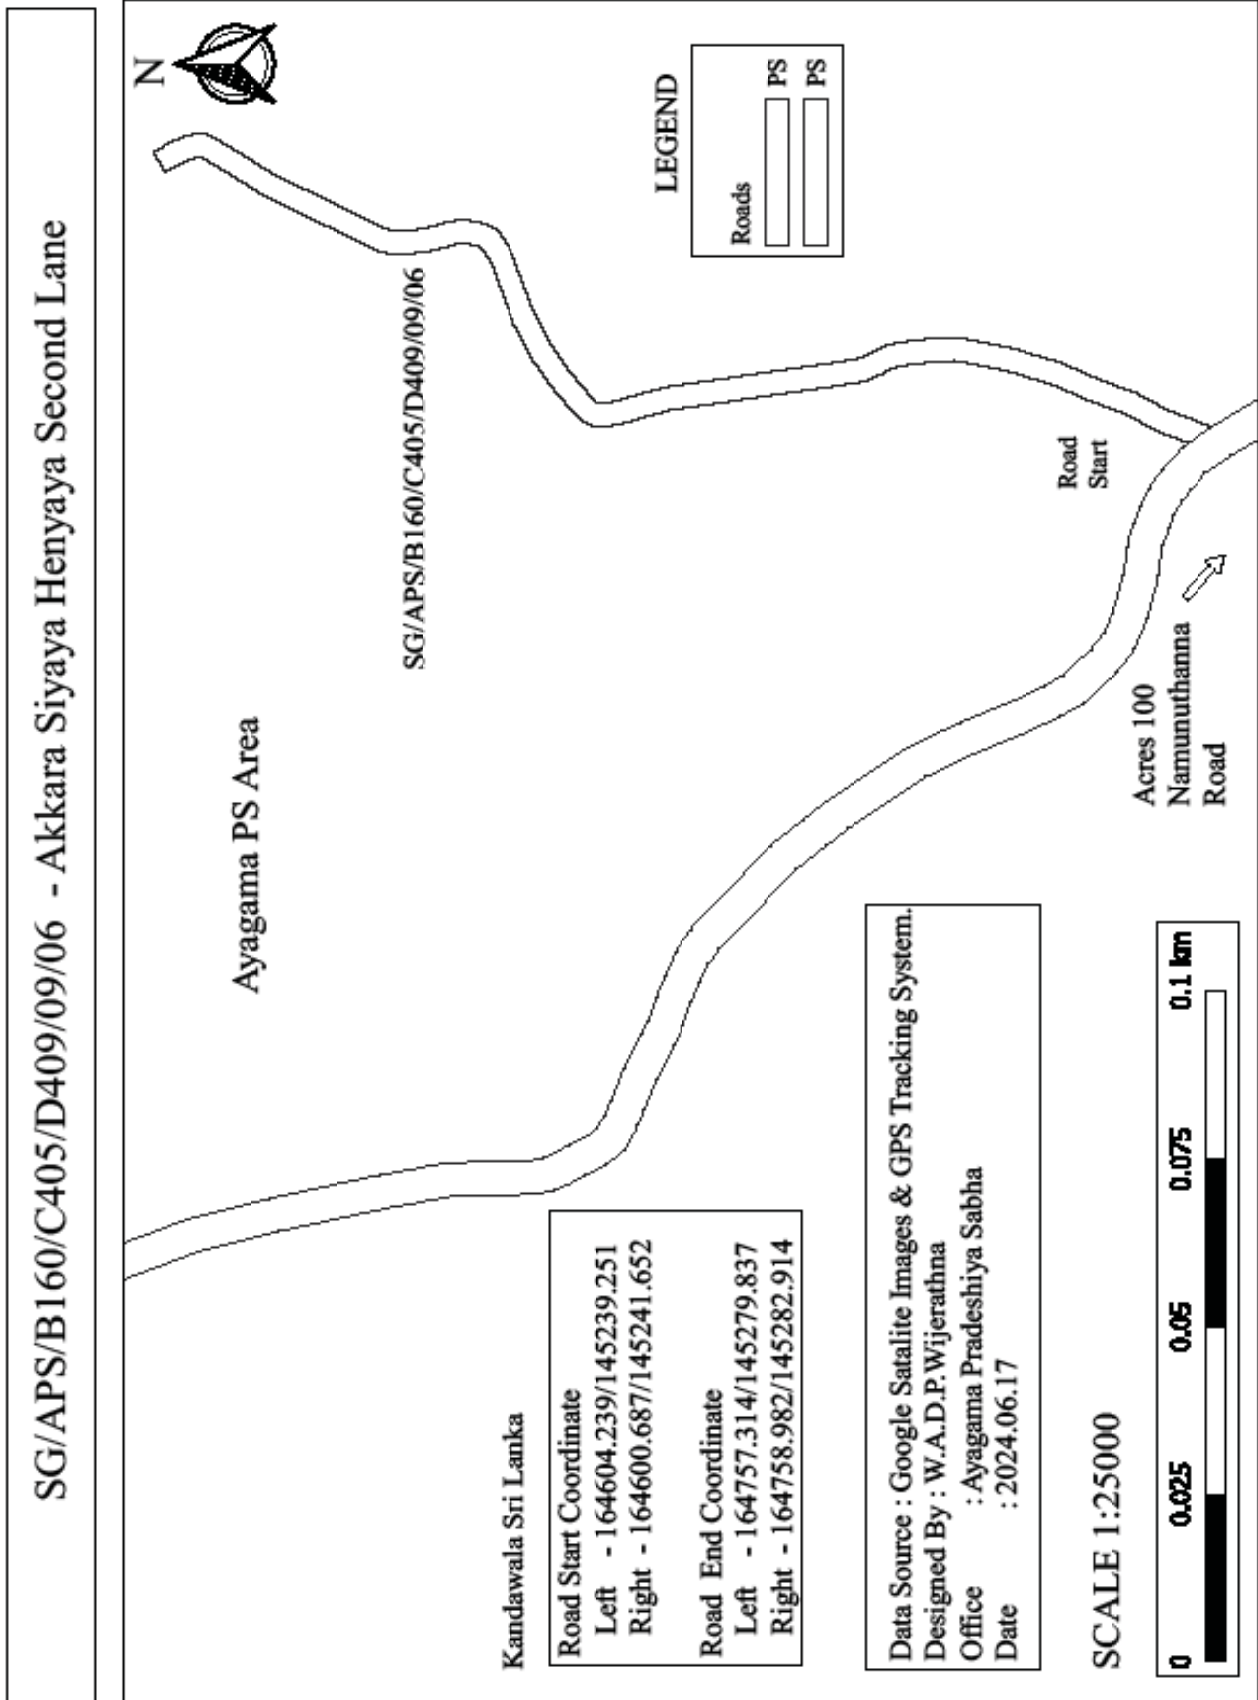 SG/APS/B160/C405/D409/09/06 - Akkara Siyaya Henyaya Second Lane
N
Ayagama PS Area
SG/APS/B160/C405/D409/09/06
LEGEND
Roads
PS
PS
Kandawala Sri Lanka
Road Start Coordinate
Left - 164604.239/145239.251
Right - 164600.687/145241.652
Road End Coordinate
Left - 164757.314/145279.837
Right - 164758.982/145282.914
Road
Start
Acres 100
Namunuthanna
Road
Data Source : Google Satalite Images & GPS Tracking System.
Designed By : W.A.D.P.Wijerathna
Office : Ayagama Pradeshiya Sabha
Date : 2024.06.17
SCALE 1:25000
0 0.025 0.05 0.075 0.1 km